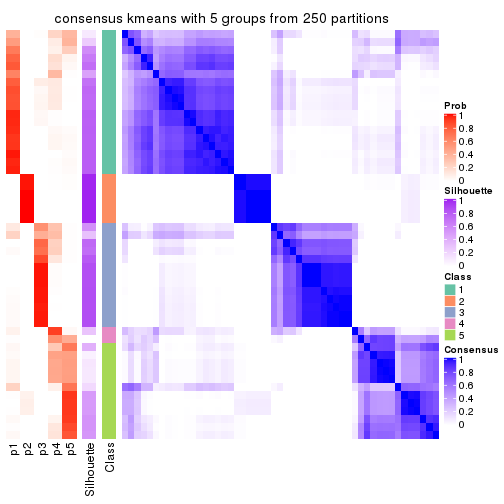 consensus kmeans with 5 groups from 250 partitions
Prob
1
0.8
0.6
0.4
0.2
0
Silhouette
1
0.8
0.6
0.4
0.2
0
Class
1
2
3
4
5
Consensus
1
0.8
0.6
0.4
0.2
0
p1
p2
p3
p4
p5
Silhouette
Class